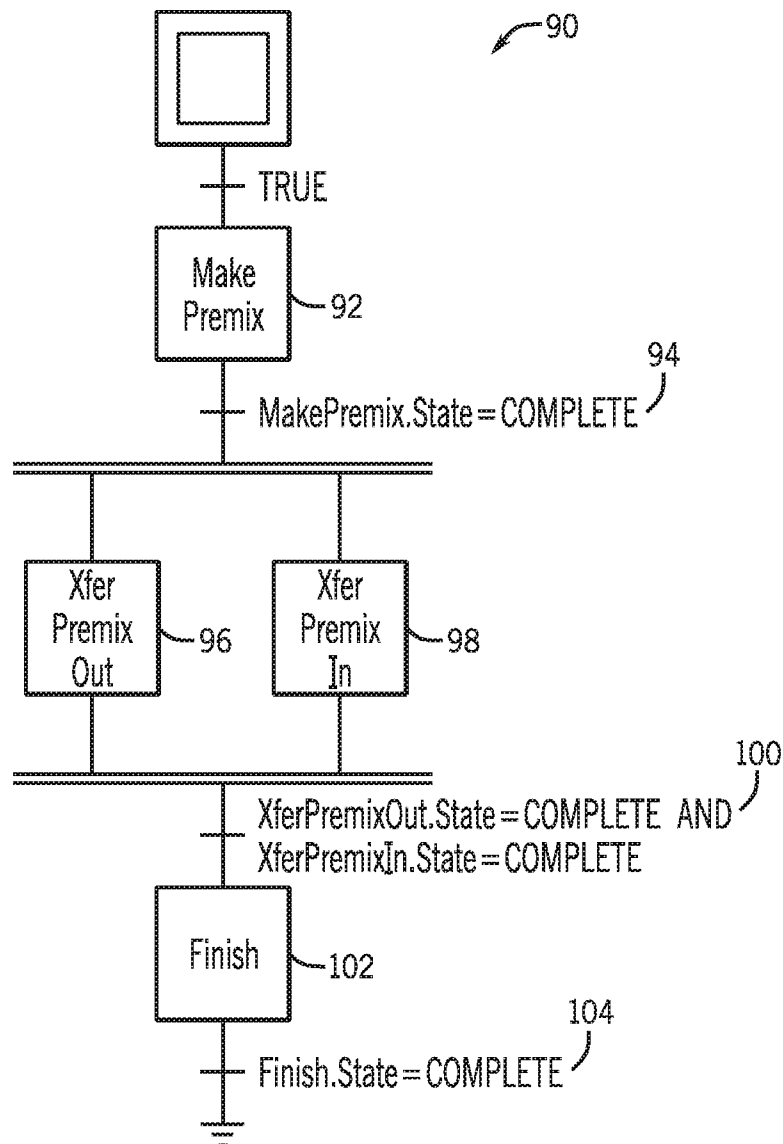 90
TRUE
Make
Premix
92
94
MakePremix.State=COMPLETE
Xfer
Premix
Out
96
Xfer
Premix
In
98
100
XferPremixOut.State=COMPLETE AND
XferPremixIn.State=COMPLETE
Finish
102
104
Finish.State=COMPLETE